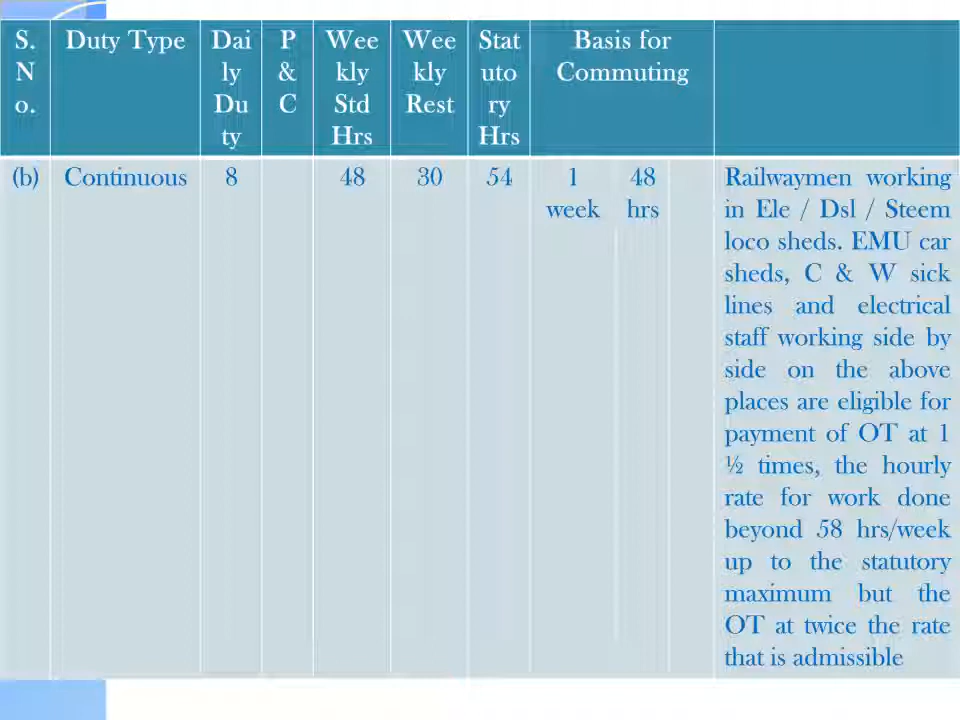 S. N o. Duty Type Dai ly Du ty P & C Wee kly Std Hrs Wee kly Rest Stat uto ry Hrs Basis for Commuting
(b) Continuous 8 48 30 54 1 week 48 hrs
Railwaymen working
in Ele / Dsl / Steem
loco sheds. EMU car
sheds, C & W sick
lines and electrical
staff working side by
side on the above
places are eligible for
payment of OT at 1
½ times, the hourly
rate for work done
beyond 58 hrs/week
up to the statutory
maximum but the
OT at twice the rate
that is admissible